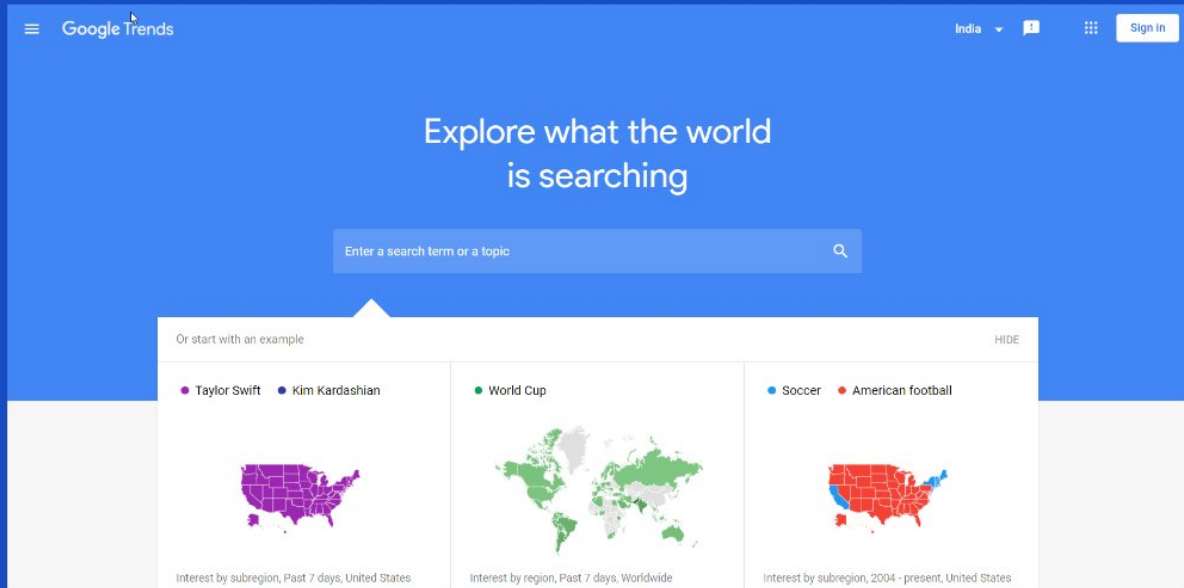 Google Trends
India
Sign in
Explore what the world
is searching
Enter a search term or a topic
Or start with an example
HIDE
Taylor Swift
Kim Kardashian
World Cup
Soccer
American football
Interest by subregion, Past 7 days, United States
Interest by region, Past 7 days, Worldwide
Interest by subregion, 2004 - present, United States